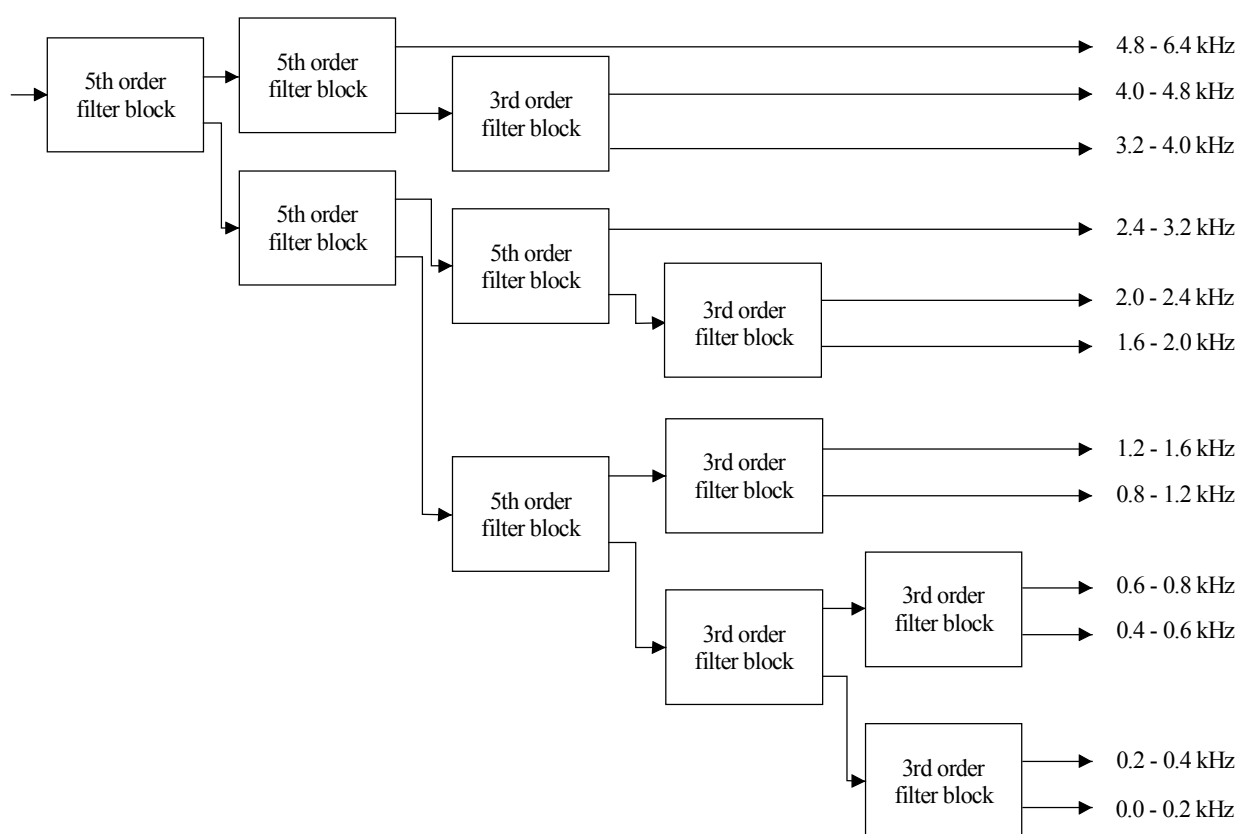 5th order
filter block
5th order
filter block
4.8 - 6.4 kHz
3rd order
filter block
4.0 - 4.8 kHz
3.2 - 4.0 kHz
5th order
filter block
5th order
filter block
2.4 - 3.2 kHz
3rd order
filter block
2.0 - 2.4 kHz
1.6 - 2.0 kHz
5th order
filter block
3rd order
filter block
1.2 - 1.6 kHz
0.8 - 1.2 kHz
3rd order
filter block
3rd order
filter block
0.6 - 0.8 kHz
0.4 - 0.6 kHz
3rd order
filter block
0.2 - 0.4 kHz
0.0 - 0.2 kHz